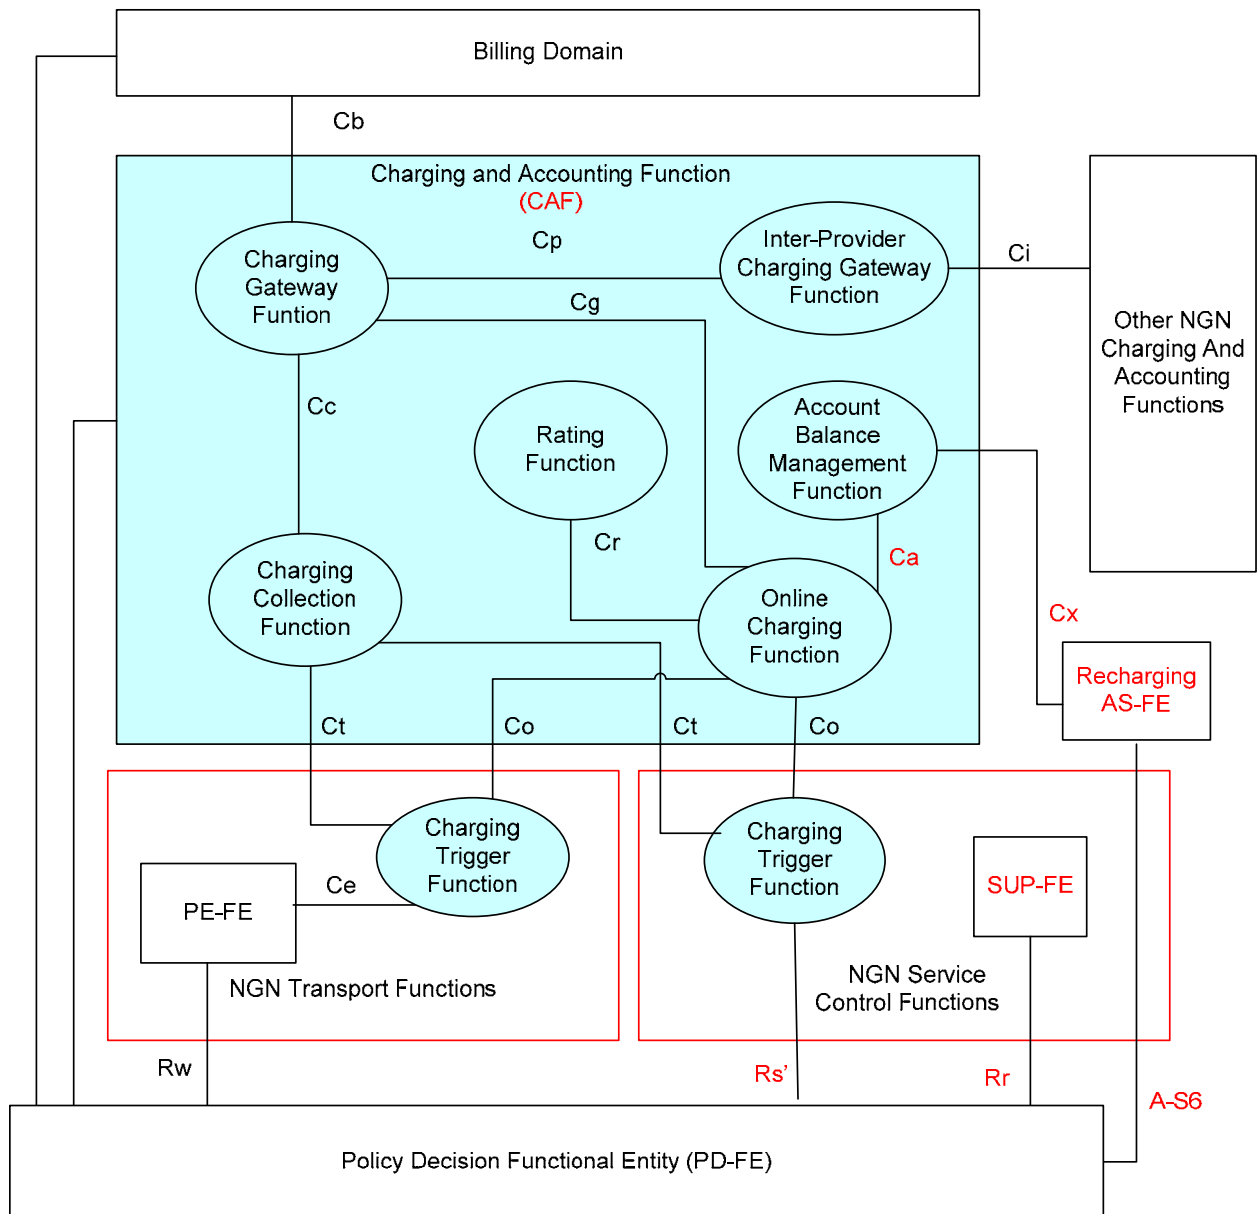 Billing Domain
Cb
Charging and Accounting Function
(CAF)
Cp
Charging
Gateway
Funtion
Inter-Provider
Charging Gateway
Function
Ci
Cg
Other NGN
Charging And
Accounting
Functions
Cc
Rating
Function
Account
Balance
Management
Function
Cr
Ca
Charging
Collection
Function
Online
Charging
Function
Cx
Recharging
AS-FE
Ct
Co
Ct
Co
Charging
Trigger
Function
Charging
Trigger
Function
Ce
PE-FE
SUP-FE
NGN Transport Functions
NGN Service
Control Functions
Rw
Rs’
Rr
A-S6
Policy Decision Functional Entity (PD-FE)